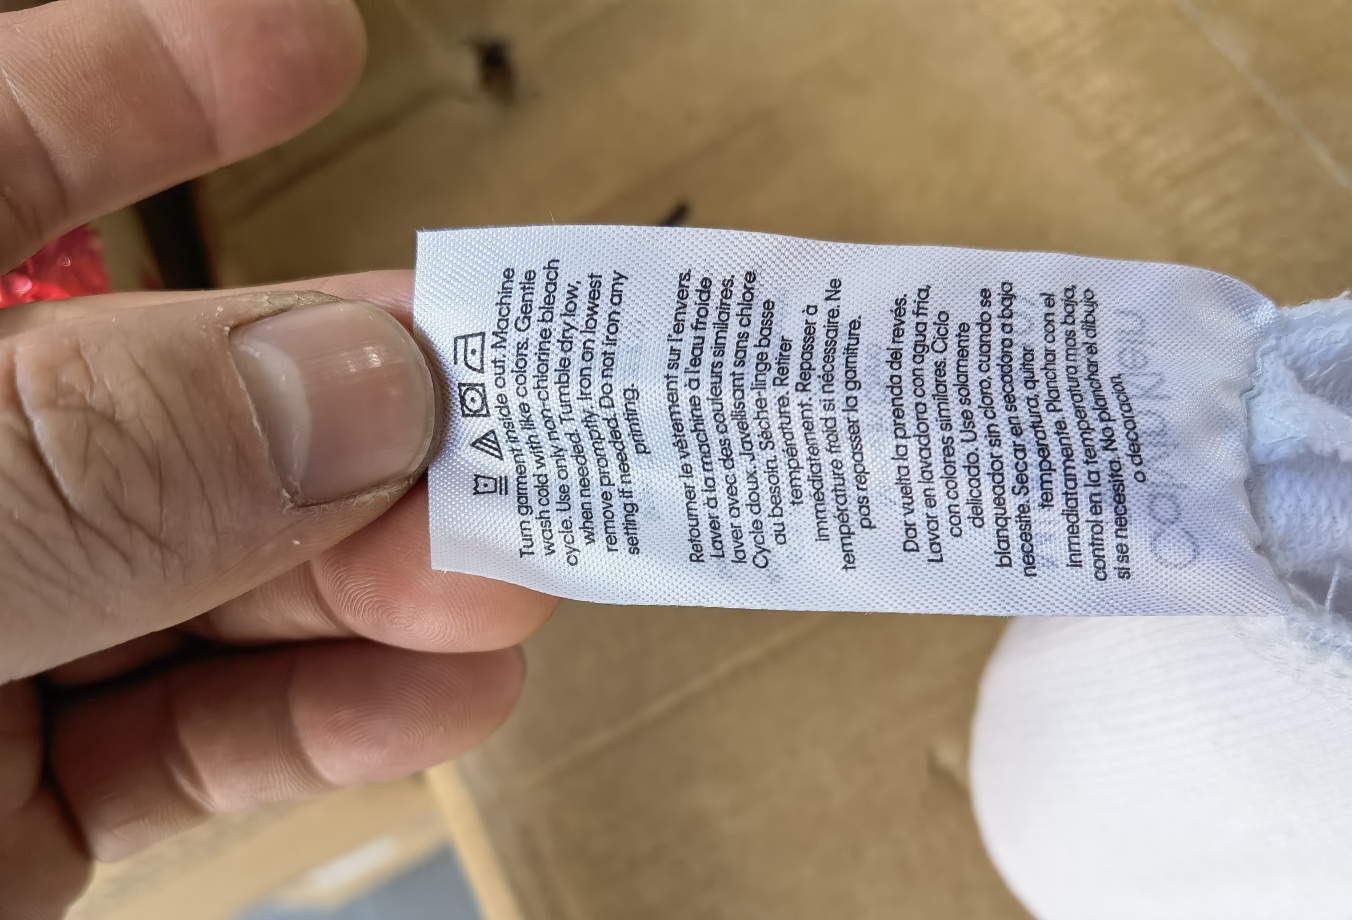 Turn garment inside out. Machine
wash cold with like colors. Gentle
cycle. Use only non-chlorine bleach
when needed. Tumble dry low,
remove promptly. Iron on lowest
setting if needed. Do not iron any
printing.
Retourner le vêtement sur l'envers.
Laver à la machine à l'eau froide
laver avec des couleurs similaires.
Cycle doux. Javellisant sans chlore
au besoin. Sèche-linge basse
température. Retirer
immédiatement. Repasser à
température froid si nécessaire. Ne
pas repasser la garniture.
Dar vuelta la prenda del revés.
Lavar en lavadora con agua fría,
con colores similares. Ciclo
delicado. Use solamente
blanqueador sin cloro, cuando se
necesite. Secar en secadora a baja
temperatura, quitar
inmediatamente. Planchar con el
control en la temperatura mas baja,
si se necesita. No planchar el dibujo
o decoración.